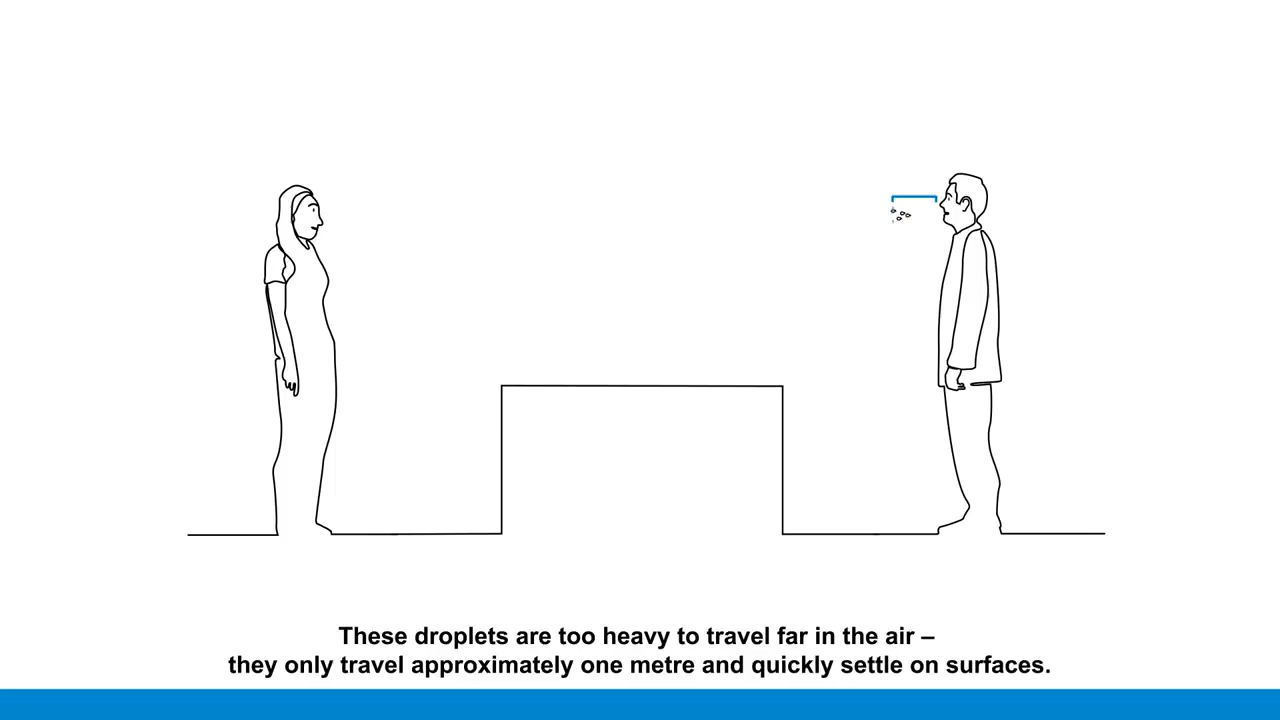 These droplets are too heavy to travel far in the air –
they only travel approximately one metre and quickly settle on surfaces.